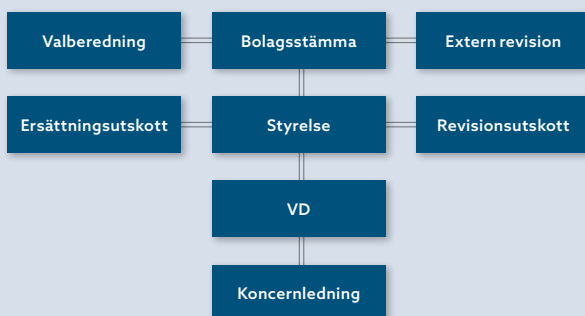 Valberedning
Bolagsstämma
Extern revision
Ersättningsutskott
Styrelse
Revisionsutskott
VD
Koncernledning